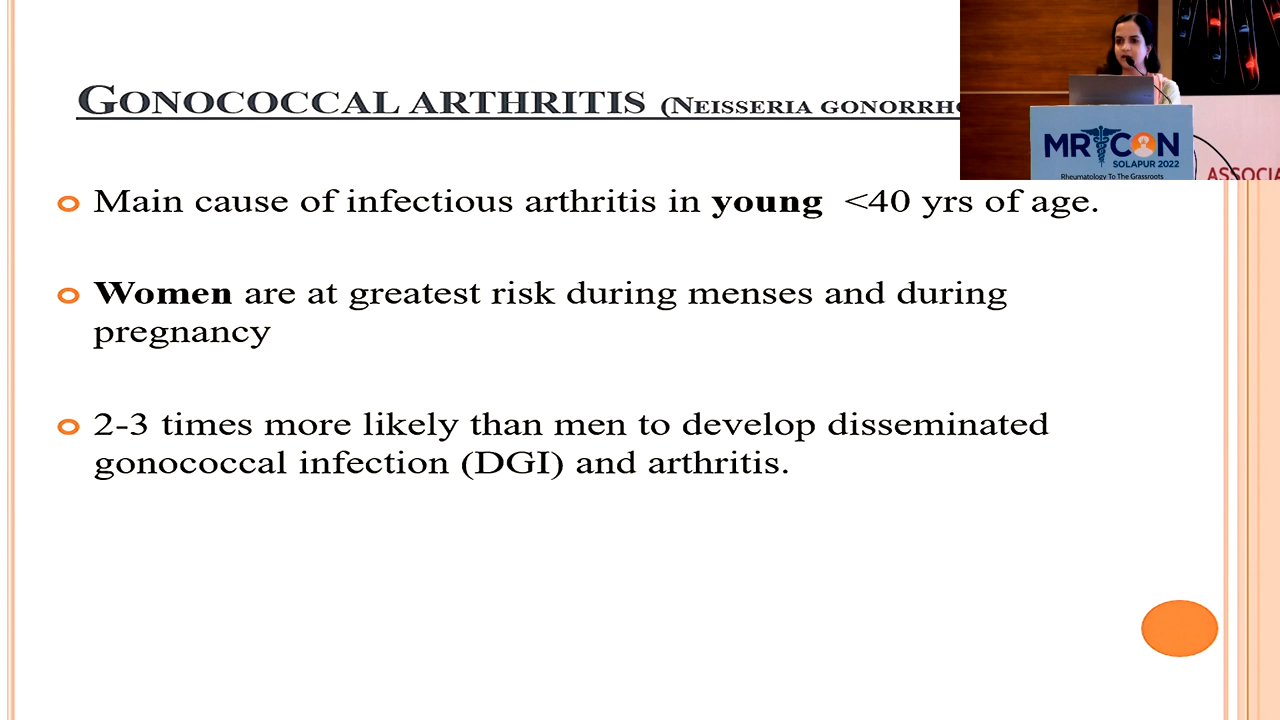 GONOCOCCAL ARTHRITIS (NEISSERIA
Main cause of infectious arthritis in young <40 yrs of age.
Women are at greatest risk during menses and during
pregnancy
2-3 times more likely than men to develop disseminated
gonococcal infection (DGI) and arthritis.
MR CON
SOLAPUR 2022
Rheumatology To The Grassroots